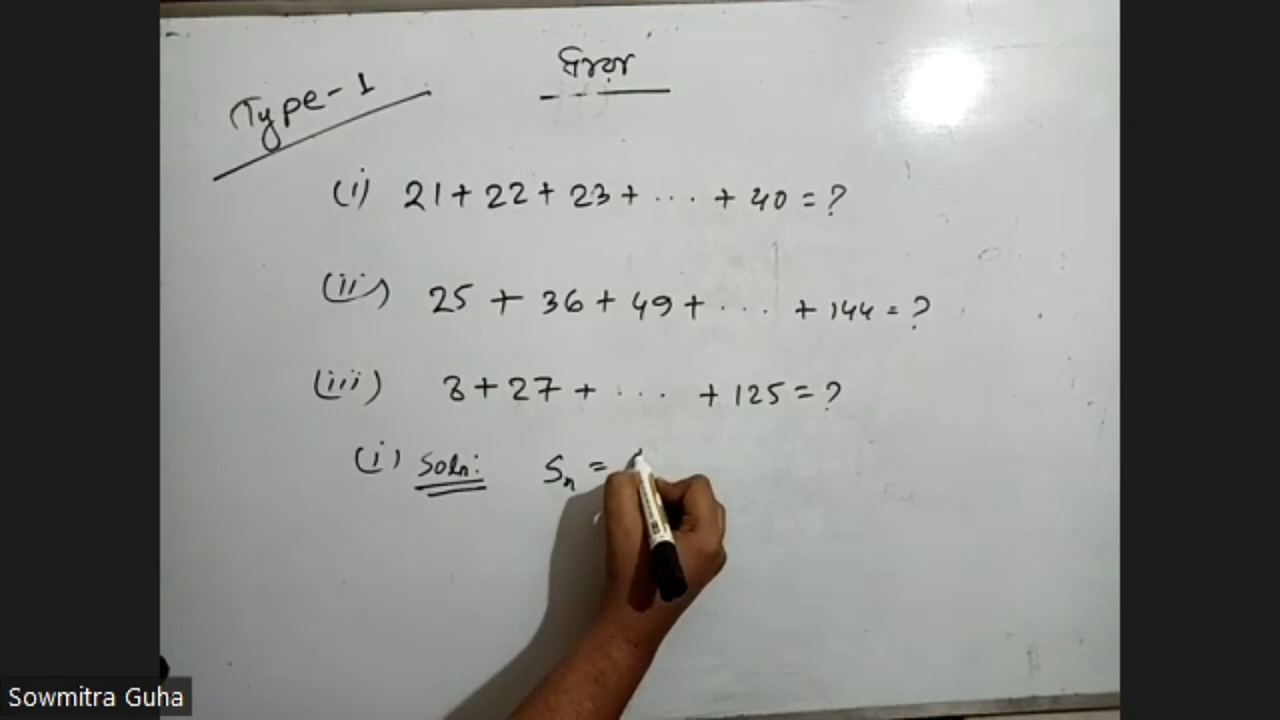 Type-1
ধারা
(i) 21 + 22 + 23 + ... + 40 = ?
(ii) 25 + 36 + 49 + ... + 144 = ?
(iii) 8 + 27 + ... + 125 = ?
(i) Soln: Sn =
Sowmitra Guha